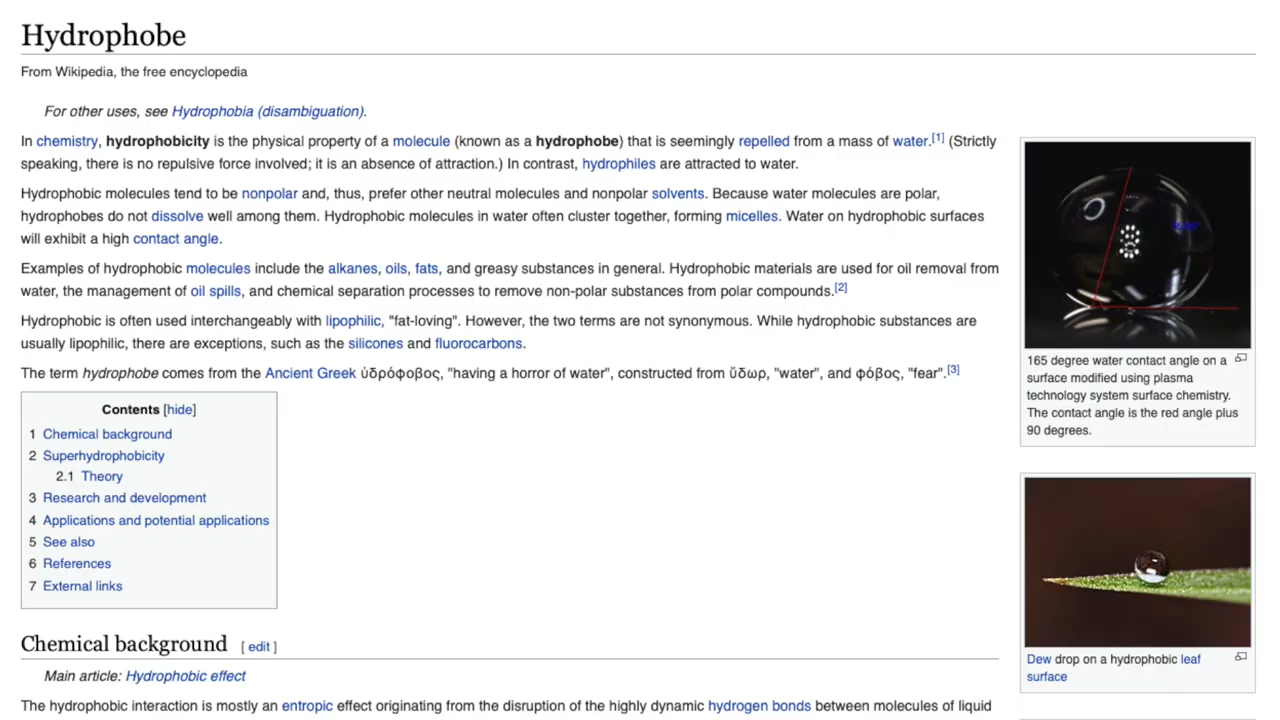 Hydrophobe
From Wikipedia, the free encyclopedia
For other uses, see Hydrophobia (disambiguation).
In chemistry, hydrophobicity is the physical property of a molecule (known as a hydrophobe) that is seemingly repelled from a mass of water.[1] (Strictly
speaking, there is no repulsive force involved; it is an absence of attraction.) In contrast, hydrophiles are attracted to water.
Hydrophobic molecules tend to be nonpolar and, thus, prefer other neutral molecules and nonpolar solvents. Because water molecules are polar,
hydrophobes do not dissolve well among them. Hydrophobic molecules in water often cluster together, forming micelles. Water on hydrophobic surfaces
will exhibit a high contact angle.
Examples of hydrophobic molecules include the alkanes, oils, fats, and greasy substances in general. Hydrophobic materials are used for oil removal from
water, the management of oil spills, and chemical separation processes to remove non-polar substances from polar compounds.[2]
Hydrophobic is often used interchangeably with lipophilic, "fat-loving". However, the two terms are not synonymous. While hydrophobic substances are
usually lipophilic, there are exceptions, such as the silicones and fluorocarbons.
The term hydrophobe comes from the Ancient Greek ὑδρόφοβος, "having a horror of water", constructed from ὕδωρ, "water", and φόβος, "fear".[3]
Contents [hide]
1 Chemical background
2 Superhydrophobicity
2.1 Theory
3 Research and development
4 Applications and potential applications
5 See also
6 References
7 External links
Chemical background [ edit ]
Main article: Hydrophobic effect
The hydrophobic interaction is mostly an entropic effect originating from the disruption of the highly dynamic hydrogen bonds between molecules of liquid
165 degree water contact angle on a
surface modified using plasma
technology system surface chemistry.
The contact angle is the red angle plus
90 degrees.
Dew drop on a hydrophobic leaf
surface